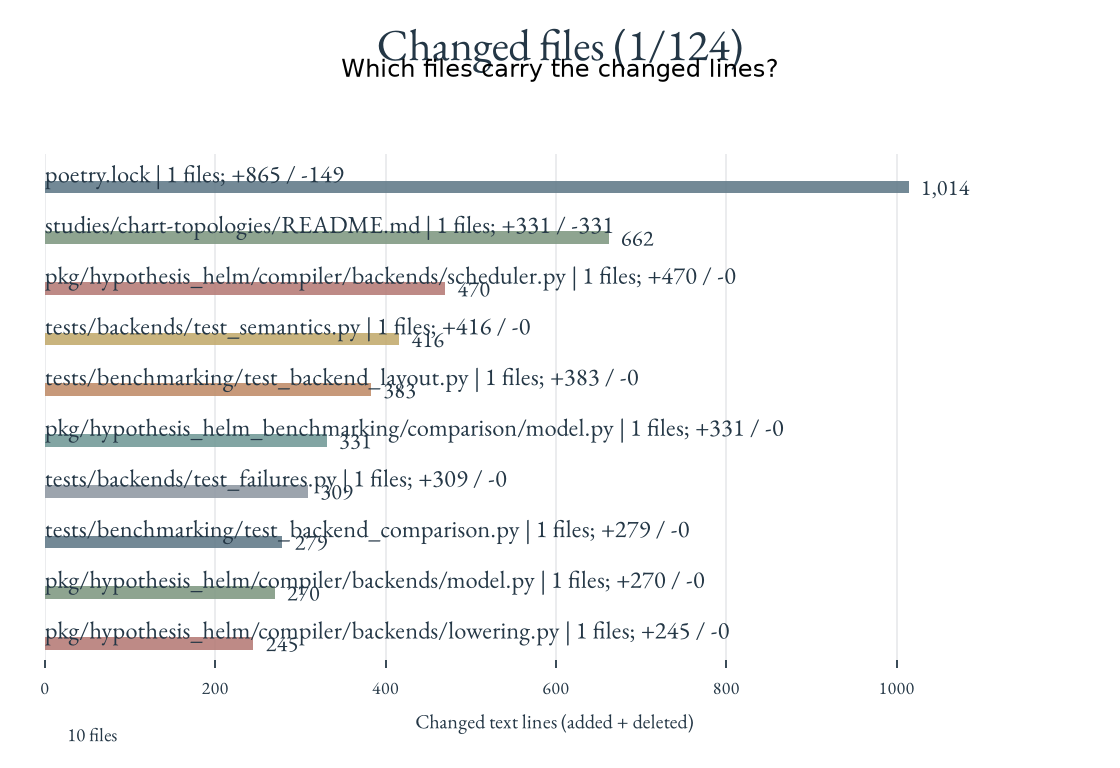 Changed files (1/124)
Which files carry the changed lines?
poetry.lock | 1 files; +865 / -149
1,014
studies/chart-topologies/README.md | 1 files; +331 / -331
662
pkg/hypothesis_helm/compiler/backends/scheduler.py | 1 files; +470 / -0
470
tests/backends/test_semantics.py | 1 files; +416 / -0
416
tests/benchmarking/test_backend_layout.py | 1 files; +383 / -0
383
pkg/hypothesis_helm_benchmarking/comparison/model.py | 1 files; +331 / -0
331
tests/backends/test_failures.py | 1 files; +309 / -0
309
tests/benchmarking/test_backend_comparison.py | 1 files; +279 / -0
279
pkg/hypothesis_helm/compiler/backends/model.py | 1 files; +270 / -0
270
pkg/hypothesis_helm/compiler/backends/lowering.py | 1 files; +245 / -0
245
0 200 400 600 800 1000
Changed text lines (added + deleted)
10 files